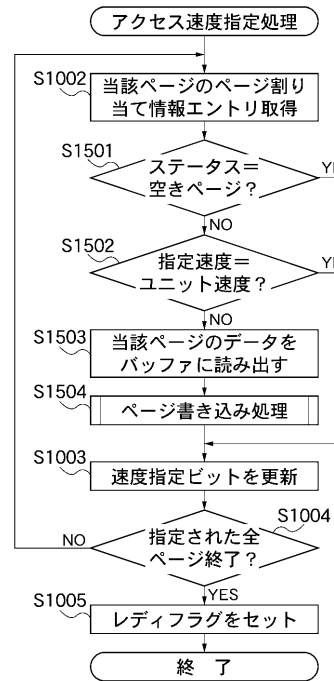 アクセス速度指定処理
S1002
当該ページのページ割り
当て情報エントリ取得
S1501
ステータス＝
空きページ？
YE
NO
S1502
指定速度＝
ユニット速度？
YE
NO
S1503
当該ページのデータを
バッファに読み出す
S1504
ページ書き込み処理
S1003
速度指定ビットを更新
S1004
指定された全
ページ終了？
NO
YES
S1005
レディフラグをセット
終 了